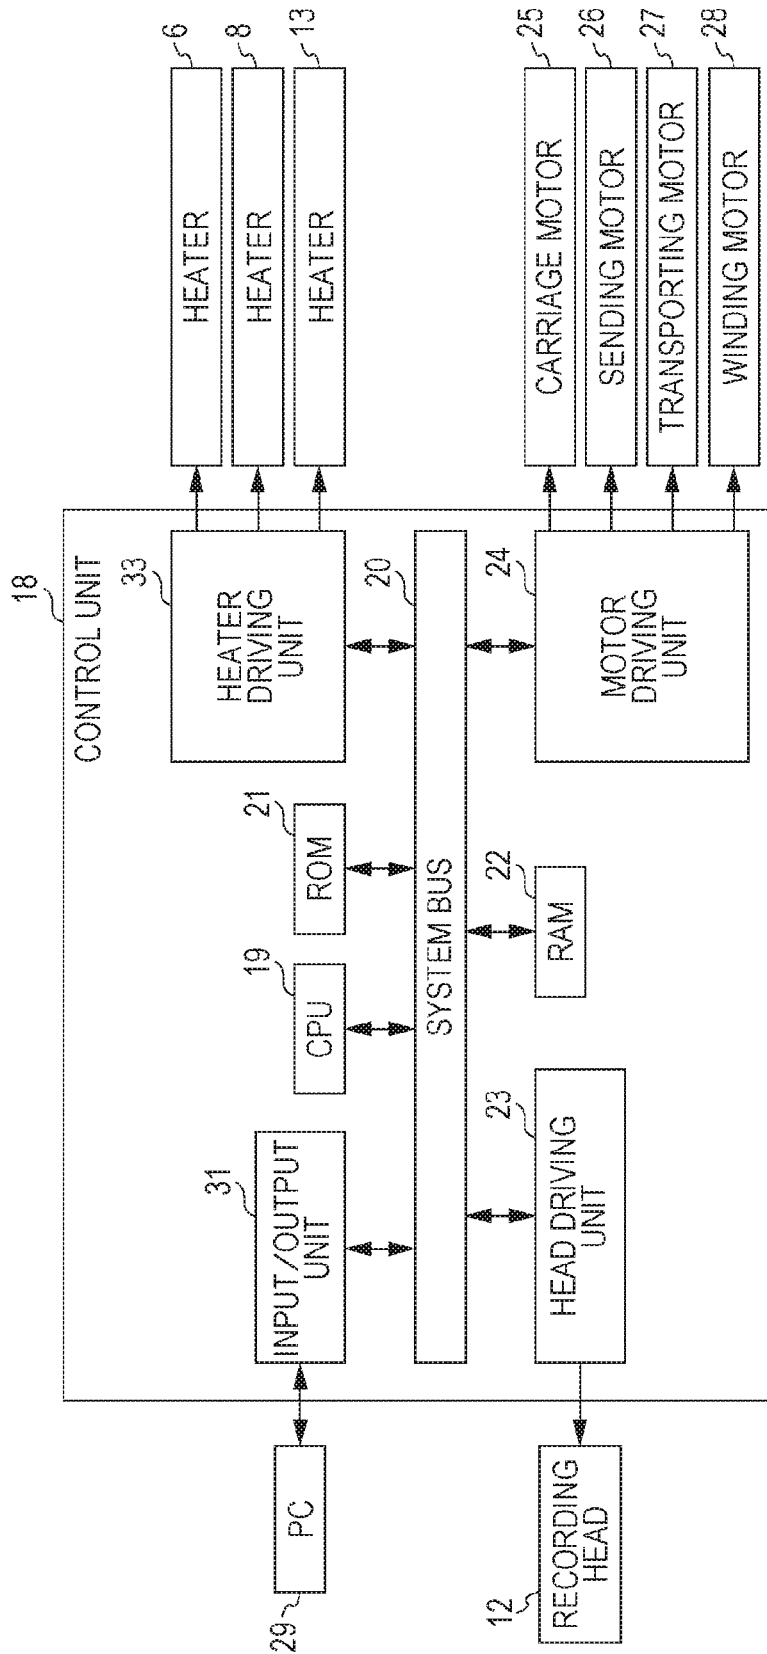 18
CONTROL UNIT
29
PC
31
INPUT/OUTPUT
UNIT
19
CPU
21
ROM
33
HEATER
DRIVING
UNIT
HEATER
6
HEATER
8
HEATER
13
SYSTEM BUS
20
12
RECORDING
HEAD
23
HEAD DRIVING
UNIT
22
RAM
24
MOTOR
DRIVING
UNIT
CARRIAGE MOTOR
25
SENDING MOTOR
26
TRANSPORTING MOTOR
27
WINDING MOTOR
28